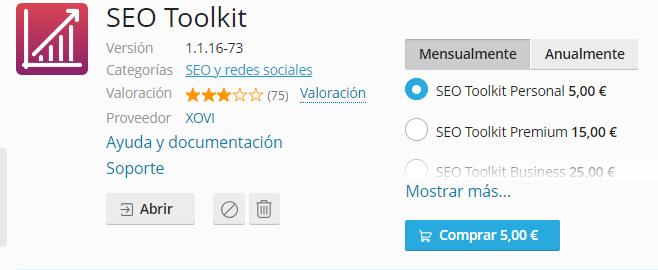 SEO Toolkit
Versión 1.1.16-73
Categorías SEO y redes sociales
Valoración (75) Valoración
Proveedor XOVI
Ayuda y documentación
Soporte
Abrir
Mensualmente Anualmente
SEO Toolkit Personal 5,00 €
SEO Toolkit Premium 15,00 €
SEO Toolkit Business 25,00 €
Mostrar más...
Comprar 5,00 €